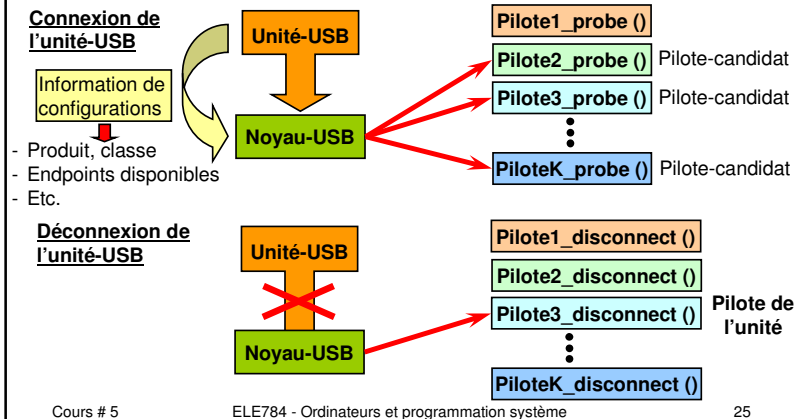 Connexion de
l'unité-USB
Information de
configurations
- Produit, classe
- Endpoints disponibles
- Etc.
Unité-USB
Noyau-USB
Pilote1_probe ()
Pilote2_probe () Pilote-candidat
Pilote3_probe () Pilote-candidat
PiloteK_probe () Pilote-candidat
Déconnexion de
l'unité-USB
Unité-USB
Noyau-USB
Pilote1_disconnect ()
Pilote2_disconnect ()
Pilote3_disconnect ()
Pilote de
l'unité
PiloteK_disconnect ()
Cours # 5 ELE784 - Ordinateurs et programmation système 25